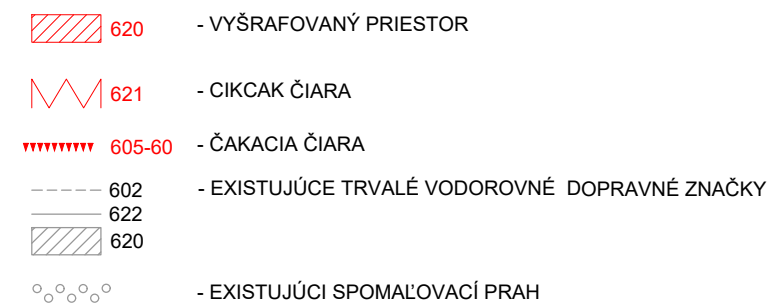 620 - VYŠRAFOVANÝ PRIESTOR
621 - CIKCAK ČIARA
605-60 - ČAKACIA ČIARA
602 - EXISTUJÚCE TRVALÉ VODOROVNÉ DOPRAVNÉ ZNAČKY
622
620
- EXISTUJÚCI SPOMAĽOVACÍ PRAH